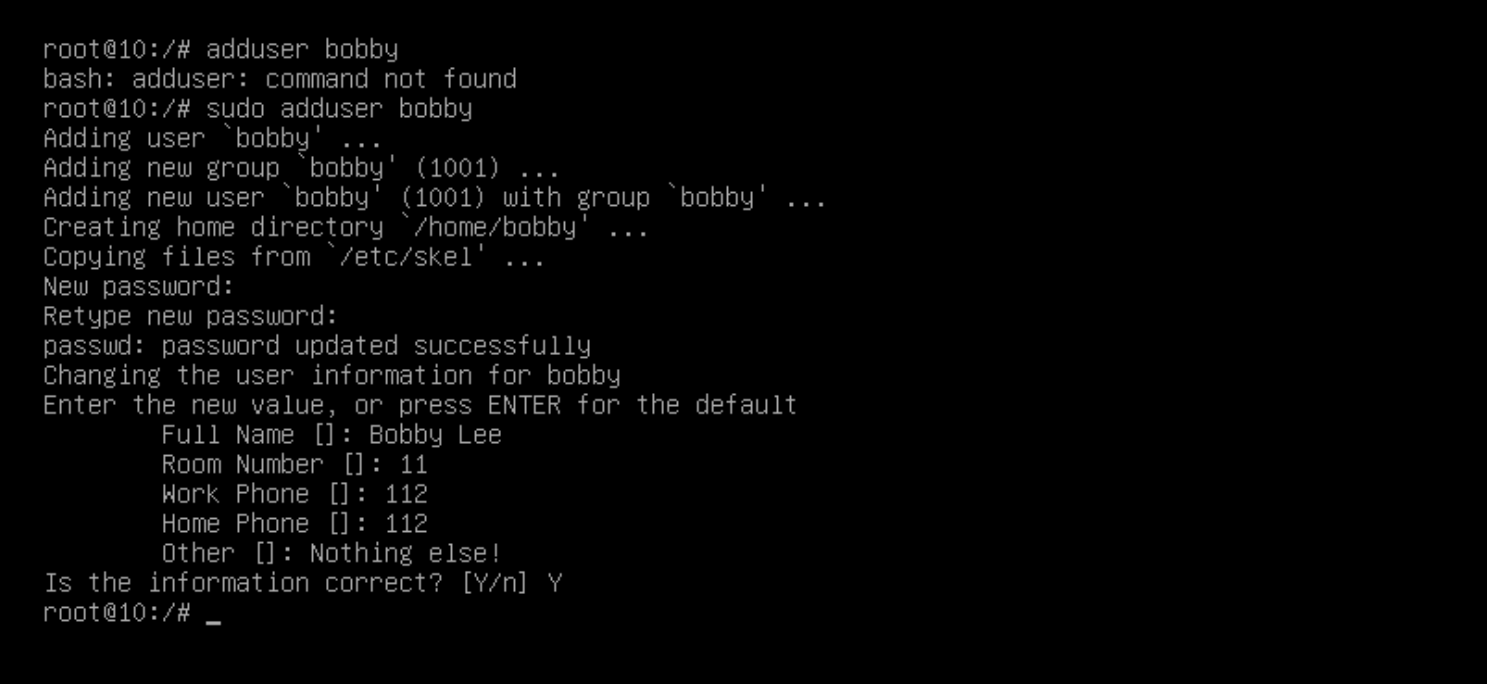 root@10:/# adduser bobby
bash: adduser: command not found
root@10:/# sudo adduser bobby
Adding user `bobby' ...
Adding new group `bobby' (1001) ...
Adding new user `bobby' (1001) with group `bobby' ...
Creating home directory `/home/bobby' ...
Copying files from `/etc/skel' ...
New password:
Retype new password:
passwd: password updated successfully
Changing the user information for bobby
Enter the new value, or press ENTER for the default
        Full Name []: Bobby Lee
        Room Number []: 11
        Work Phone []: 112
        Home Phone []: 112
        Other []: Nothing else!
Is the information correct? [Y/n] Y
root@10:/# _